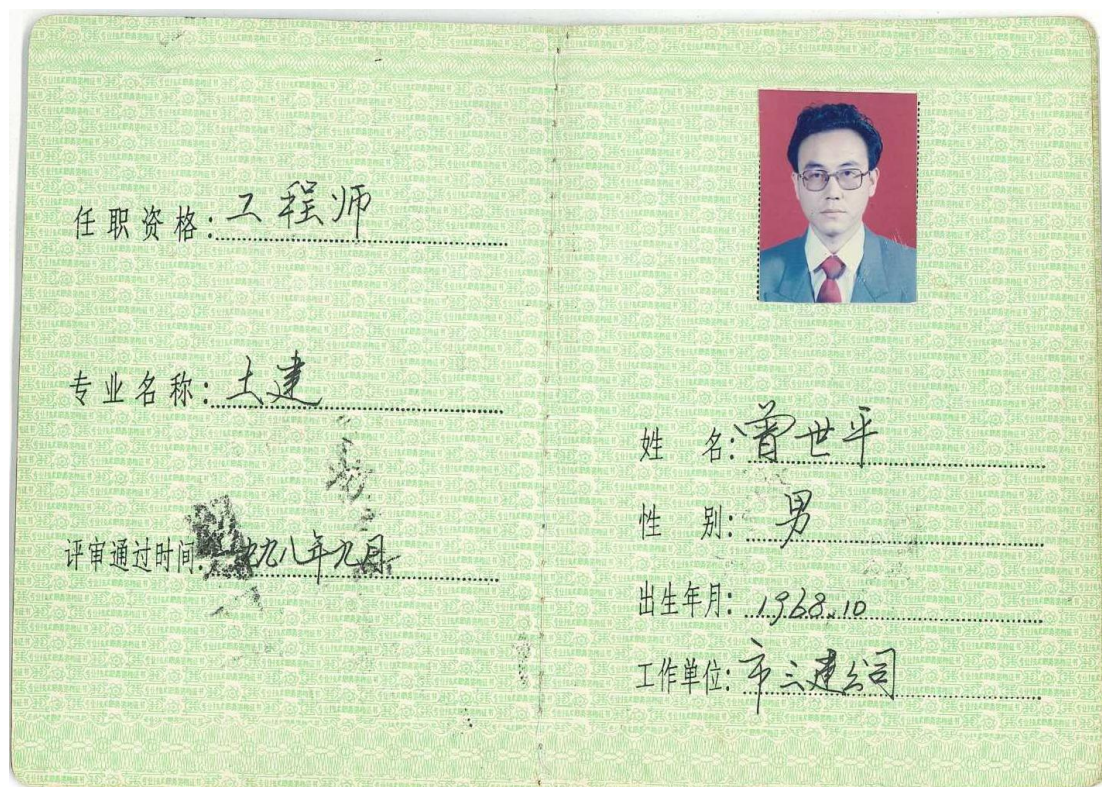 任职资格:工程师
专业名称:土建
评审通过时间:一九九八年九月
姓 名:曾世平
性 别:男
出生年月:1968.10
工作单位:市三建公司